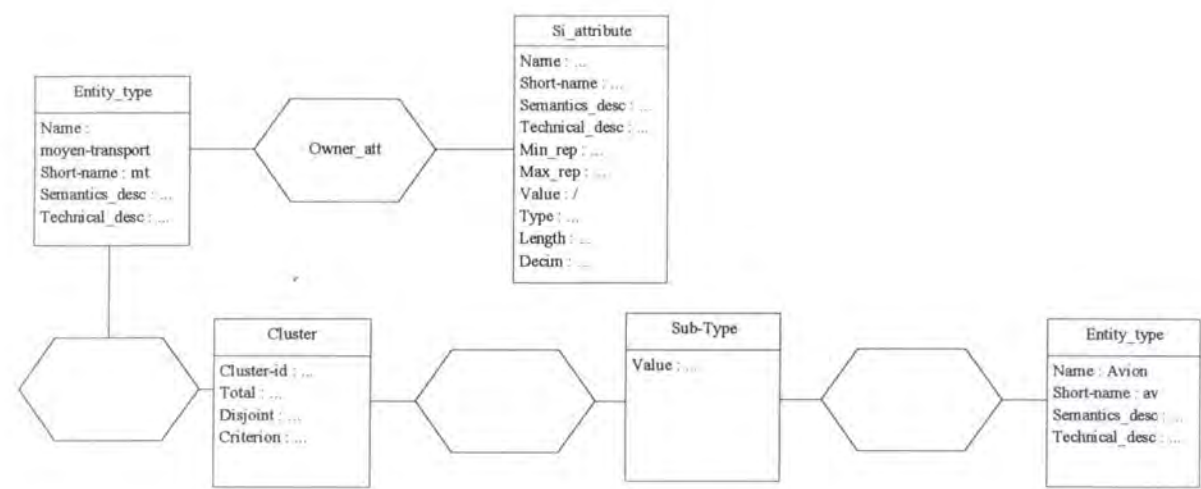 Si_attribute
Name : ...
Short-name : ...
Semantics_desc : ...
Technical_desc : ...
Min_rep : ...
Max_rep : ...
Value : /
Type : ...
Length : ...
Decim : ...
Entity_type
Name :
moyen-transport
Short-name : mt
Semantics_desc : ...
Technical_desc : ...
Owner_att
Cluster
Cluster-id : ...
Total : ...
Disjoint : ...
Criterion : ...
Sub-Type
Value : ...
Entity_type
Name : Avion
Short-name : av
Semantics_desc : ...
Technical_desc : ...